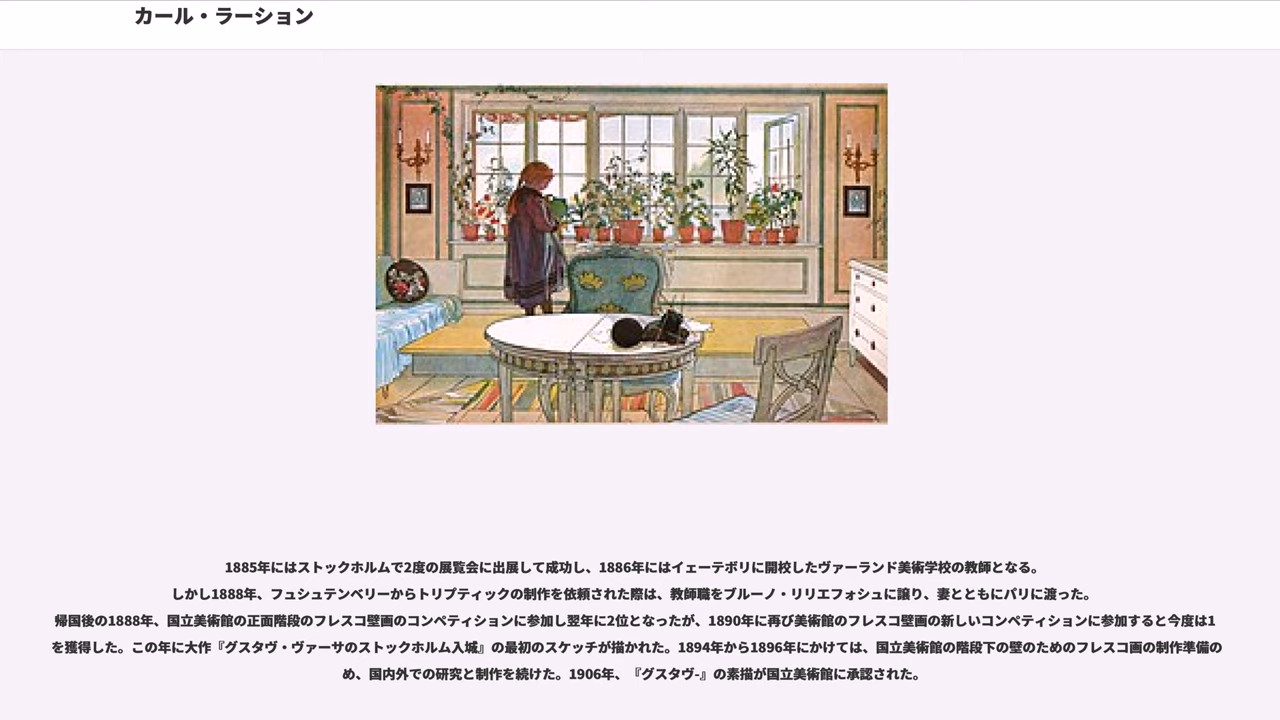 カール・ラーション
1885年にはストックホルムで2度の展覧会に出展して成功し、1886年にはイェーテボリに開校したヴァーランド美術学校の教師となる。
しかし1888年、フュシュテンベリーからトリプティックの制作を依頼された際は、教師職をブルーノ・リリエフォシュに譲り、妻とともにパリに渡った。
帰国後の1888年、国立美術館の正面階段のフレスコ壁画のコンペティションに参加し翌年に2位となったが、1890年に再び美術館のフレスコ壁画の新しいコンペティションに参加すると今度は1
を獲得した。この年に大作『グスタヴ・ヴァーサのストックホルム入城』の最初のスケッチが描かれた。1894年から1896年にかけては、国立美術館の階段下の壁のためのフレスコ画の制作準備の
め、国内外での研究と制作を続けた。1906年、『グスタヴ-』の素描が国立美術館に承認された。